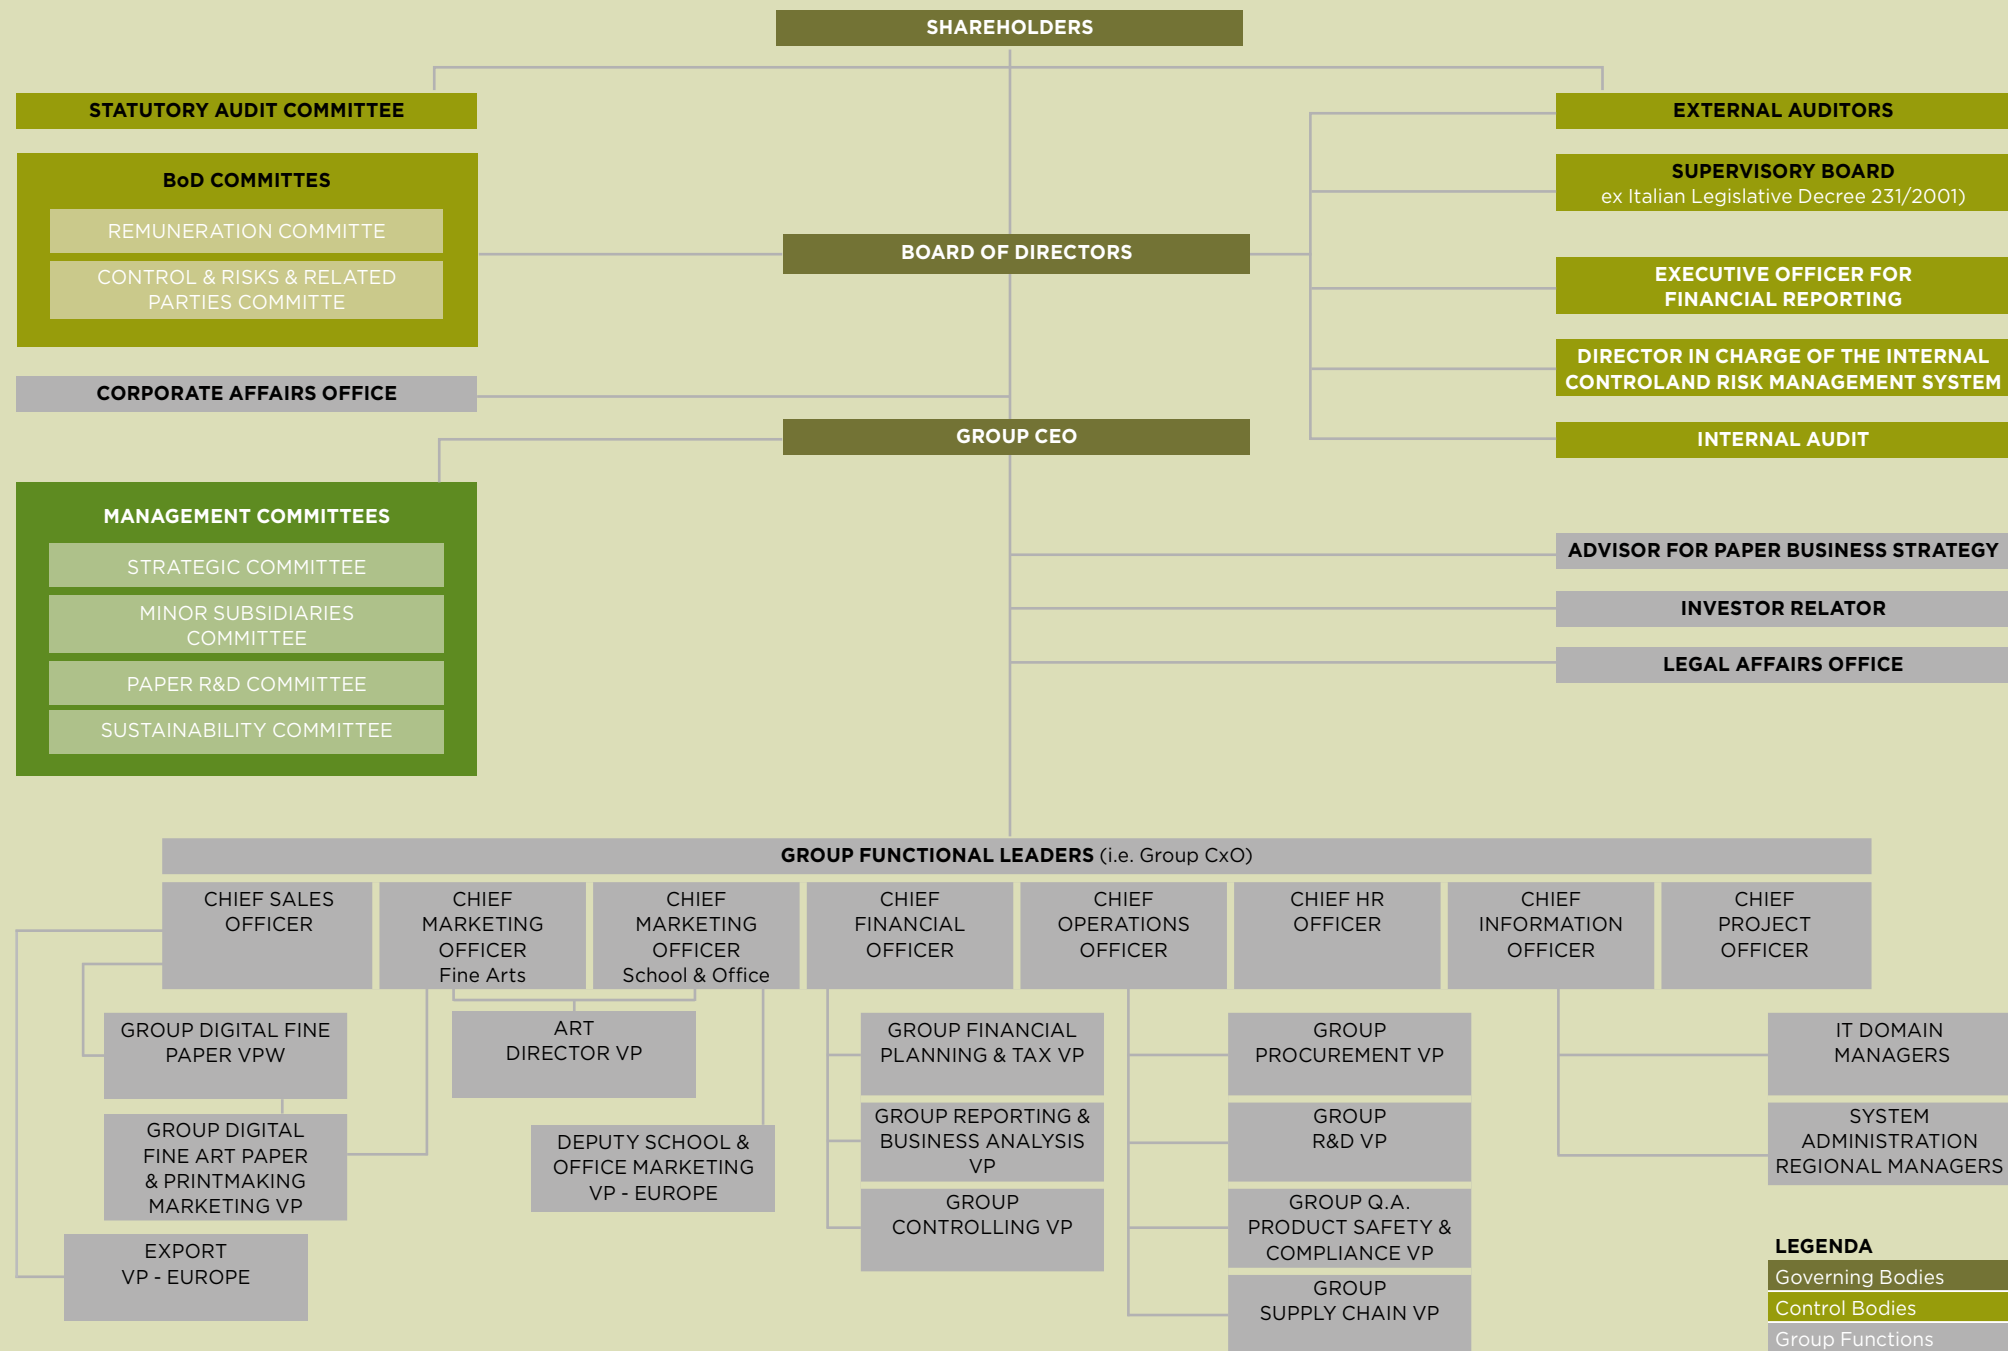 SHAREHOLDERS
STATUTORY AUDIT COMMITTEE
EXTERNAL AUDITORS
BoD COMMITTES
REMUNERATION COMMITTE
CONTROL & RISKS & RELATED
PARTIES COMMITTE
SUPERVISORY BOARD
ex Italian Legislative Decree 231/2001)
BOARD OF DIRECTORS
EXECUTIVE OFFICER FOR
FINANCIAL REPORTING
DIRECTOR IN CHARGE OF THE INTERNAL
CONTROLAND RISK MANAGEMENT SYSTEM
CORPORATE AFFAIRS OFFICE
GROUP CEO
INTERNAL AUDIT
MANAGEMENT COMMITTEES
STRATEGIC COMMITTEE
MINOR SUBSIDIARIES
COMMITTEE
PAPER R&D COMMITTEE
SUSTAINABILITY COMMITTEE
ADVISOR FOR PAPER BUSINESS STRATEGY
INVESTOR RELATOR
LEGAL AFFAIRS OFFICE
GROUP FUNCTIONAL LEADERS (i.e. Group CxO)
CHIEF SALES
OFFICER
CHIEF
MARKETING
OFFICER
Fine Arts
CHIEF
MARKETING
OFFICER
School & Office
CHIEF
FINANCIAL
OFFICER
CHIEF
OPERATIONS
OFFICER
CHIEF HR
OFFICER
CHIEF
INFORMATION
OFFICER
CHIEF
PROJECT
OFFICER
GROUP DIGITAL FINE
PAPER VPW
GROUP DIGITAL
FINE ART PAPER
& PRINTMAKING
MARKETING VP
EXPORT
VP - EUROPE
ART
DIRECTOR VP
DEPUTY SCHOOL &
OFFICE MARKETING
VP - EUROPE
GROUP FINANCIAL
PLANNING & TAX VP
GROUP REPORTING &
BUSINESS ANALYSIS
VP
GROUP
CONTROLLING VP
GROUP
PROCUREMENT VP
GROUP
R&D VP
GROUP Q.A.
PRODUCT SAFETY &
COMPLIANCE VP
GROUP
SUPPLY CHAIN VP
IT DOMAIN
MANAGERS
SYSTEM
ADMINISTRATION
REGIONAL MANAGERS
LEGENDA
Governing Bodies
Control Bodies
Group Functions